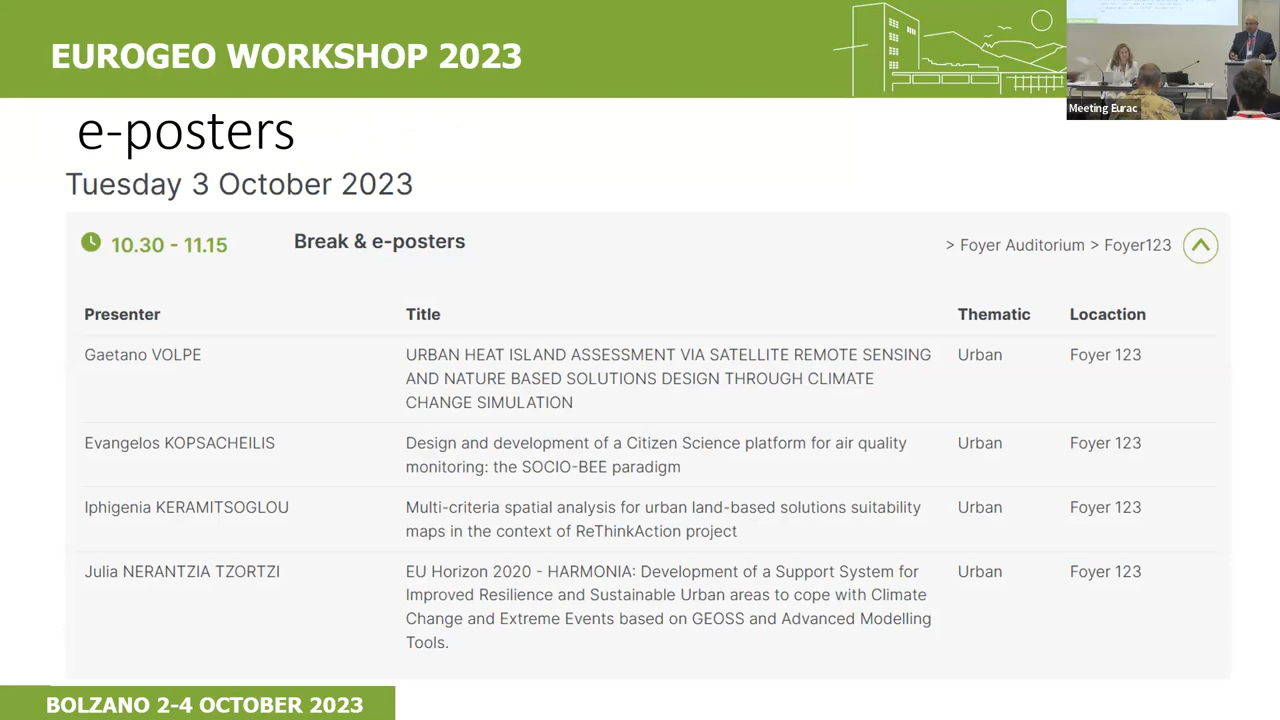 EUROGEO WORKSHOP 2023
Meeting Eurac
e-posters
Tuesday 3 October 2023
10.30 - 11.15
Break & e-posters
> Foyer Auditorium > Foyer123
Presenter
Title
Thematic
Locaction
Gaetano VOLPE
URBAN HEAT ISLAND ASSESSMENT VIA SATELLITE REMOTE SENSING
AND NATURE BASED SOLUTIONS DESIGN THROUGH CLIMATE
CHANGE SIMULATION
Urban
Foyer 123
Evangelos KOPSACHEILIS
Design and development of a Citizen Science platform for air quality
monitoring: the SOCIO-BEE paradigm
Urban
Foyer 123
Iphigenia KERAMITSOGLOU
Multi-criteria spatial analysis for urban land-based solutions suitability
maps in the context of ReThinkAction project
Urban
Foyer 123
Julia NERANTZIA TZORTZI
EU Horizon 2020 - HARMONIA: Development of a Support System for
Improved Resilience and Sustainable Urban areas to cope with Climate
Change and Extreme Events based on GEOSS and Advanced Modelling
Tools.
Urban
Foyer 123
BOLZANO 2-4 OCTOBER 2023